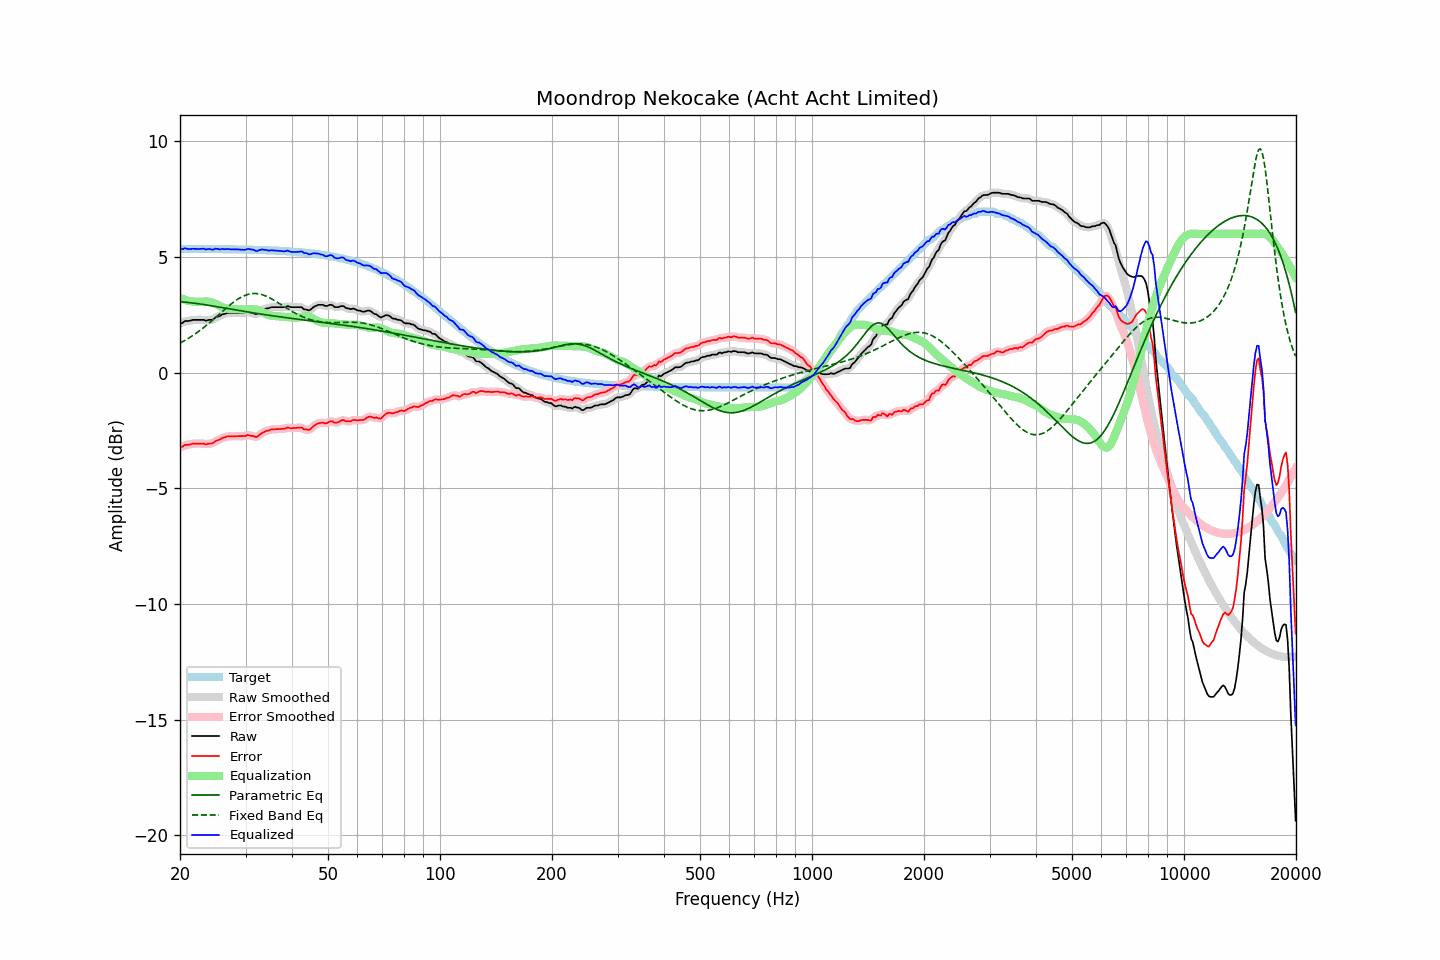 Moondrop Nekocake (Acht Acht Limited)
Amplitude (dBr)
10
5
0
−5
−10
−15
−20
Target
Raw Smoothed
Error Smoothed
Raw
Error
Equalization
Parametric Eq
Fixed Band Eq
Equalized
20
50
100
200
500
1000
2000
5000
10000
20000
Frequency (Hz)